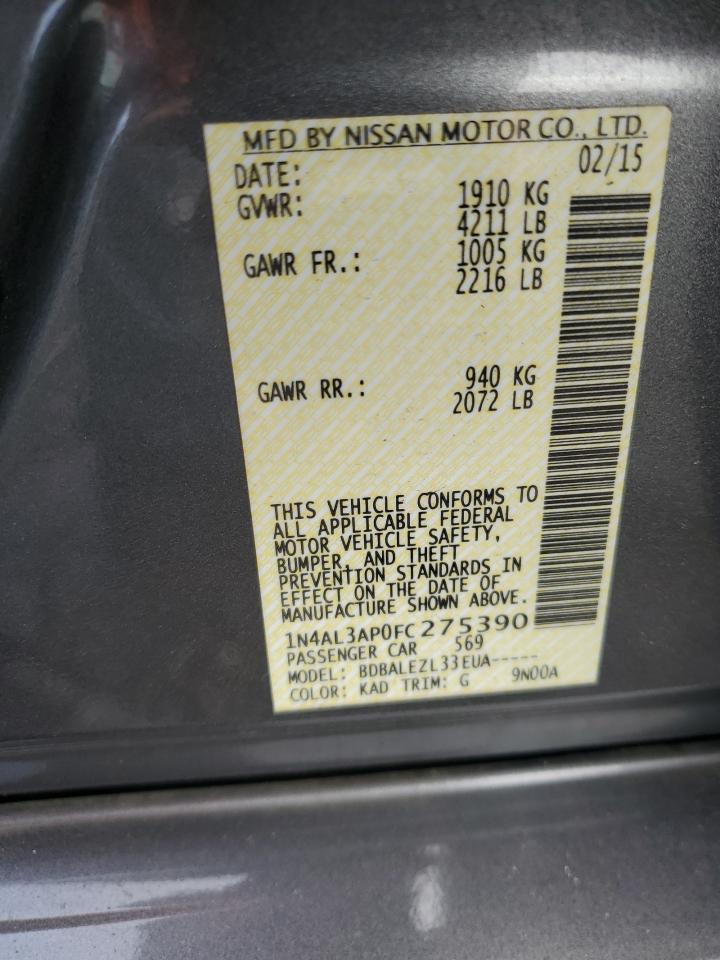 MFD BY NISSAN MOTOR CO., LTD.
DATE: 02/15
GVWR: 1910 KG
4211 LB
GAWR FR.: 1005 KG
2216 LB
GAWR RR.: 940 KG
2072 LB
THIS VEHICLE CONFORMS TO
ALL APPLICABLE FEDERAL
MOTOR VEHICLE SAFETY,
BUMPER, AND THEFT
PREVENTION STANDARDS IN
EFFECT ON THE DATE OF
MANUFACTURE SHOWN ABOVE.
1N4AL3AP0FC275390
PASSENGER CAR 569
MODEL: BDBALEZL33EUA-----
COLOR: KAD TRIM: G 9N00A